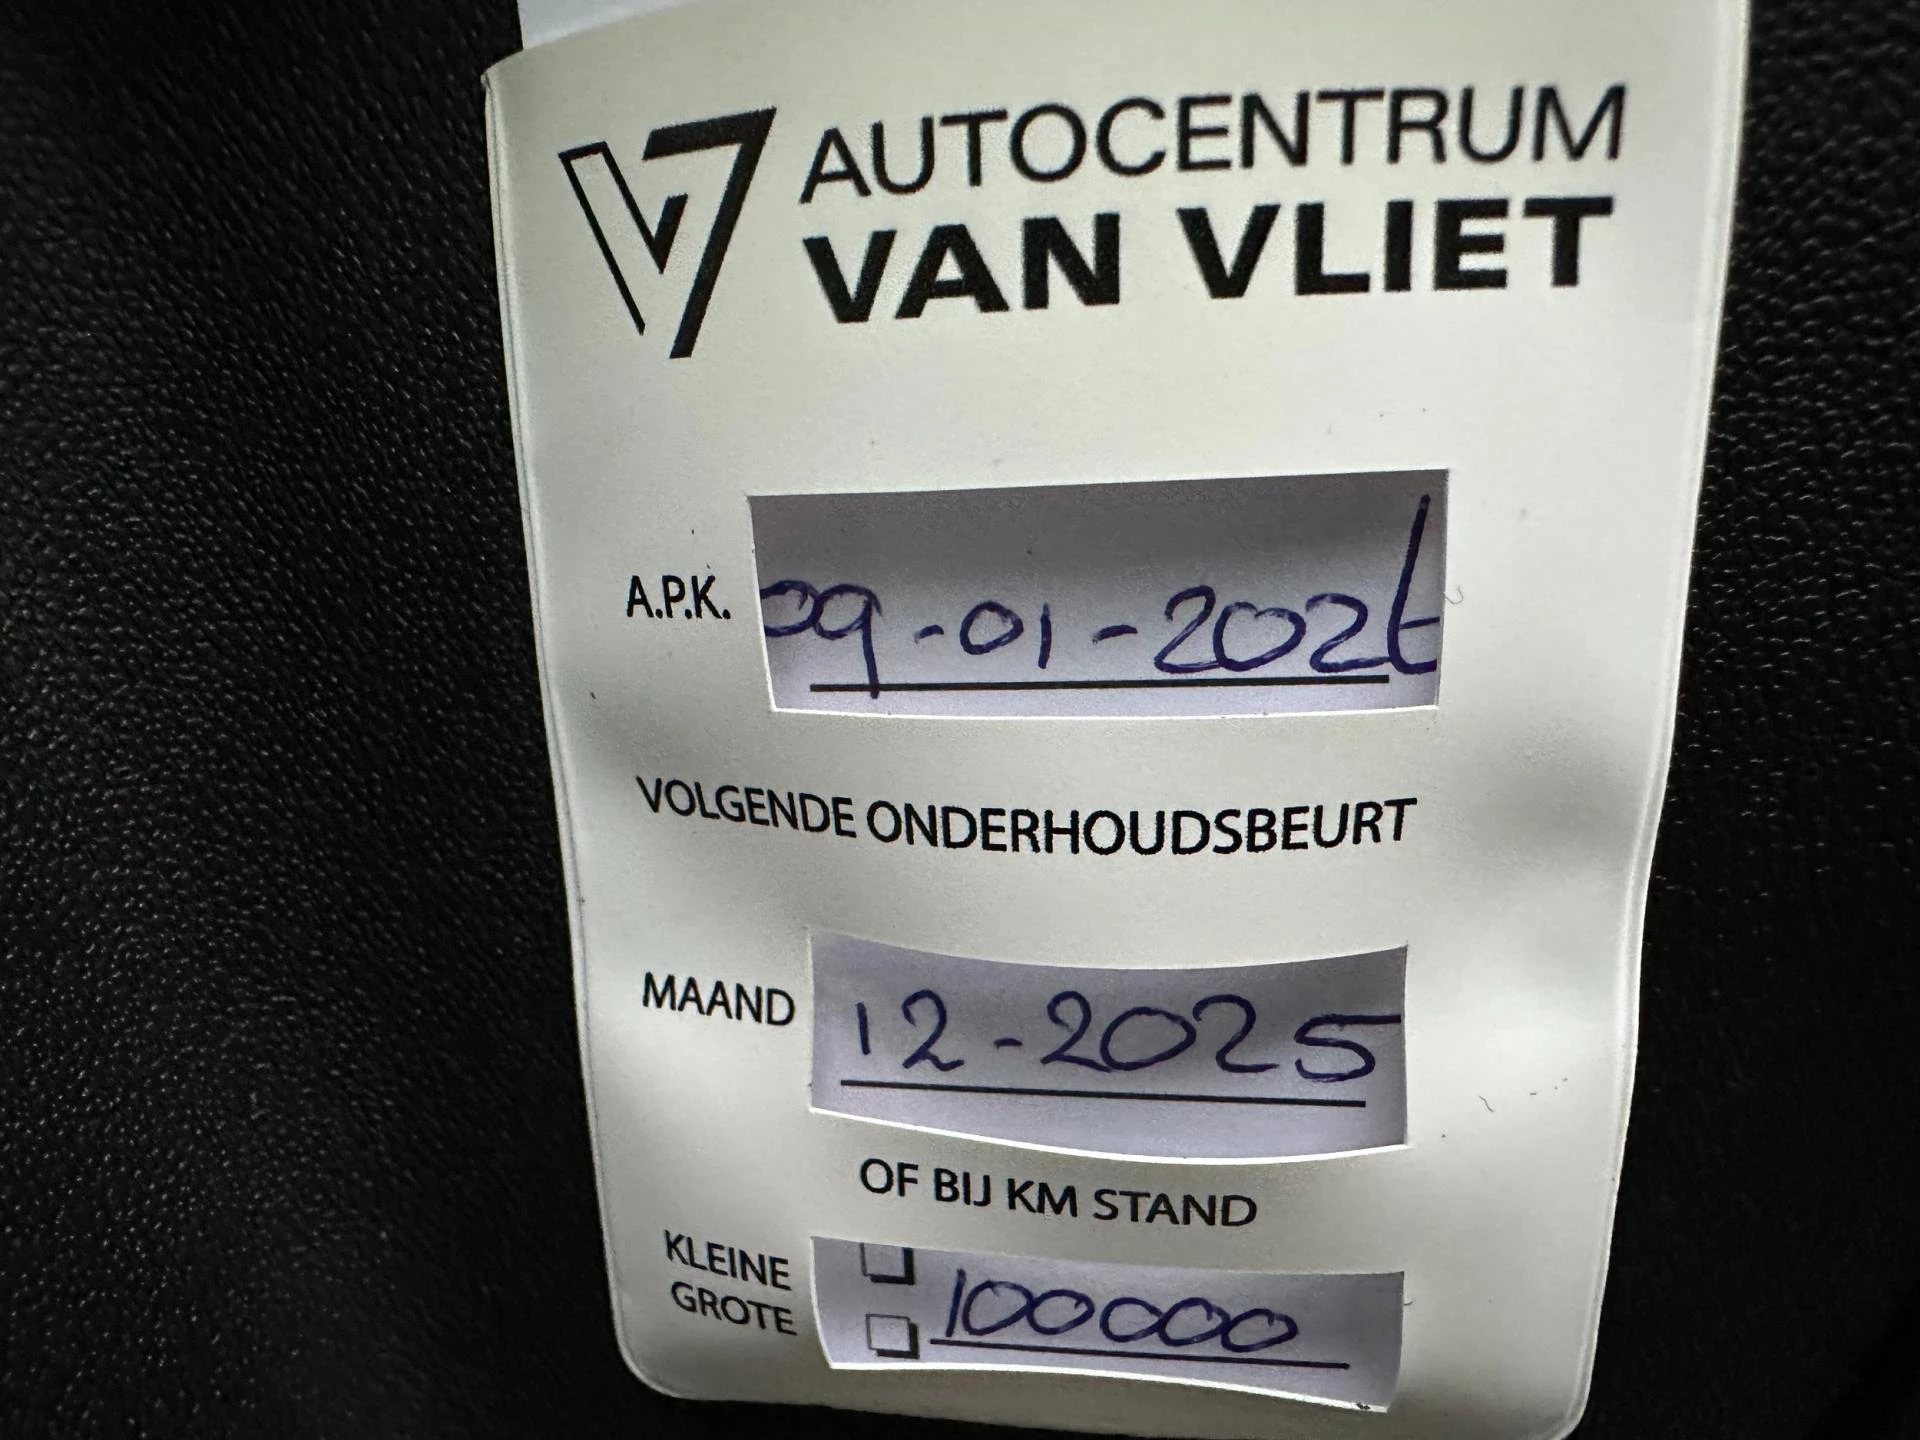 AUTOCENTRUM
VAN VLIET
A.P.K. 09-01-2026
VOLGENDE ONDERHOUDSBEURT
MAAND 12-2025
OF BIJ KM STAND
KLEINE
GROTE 100000